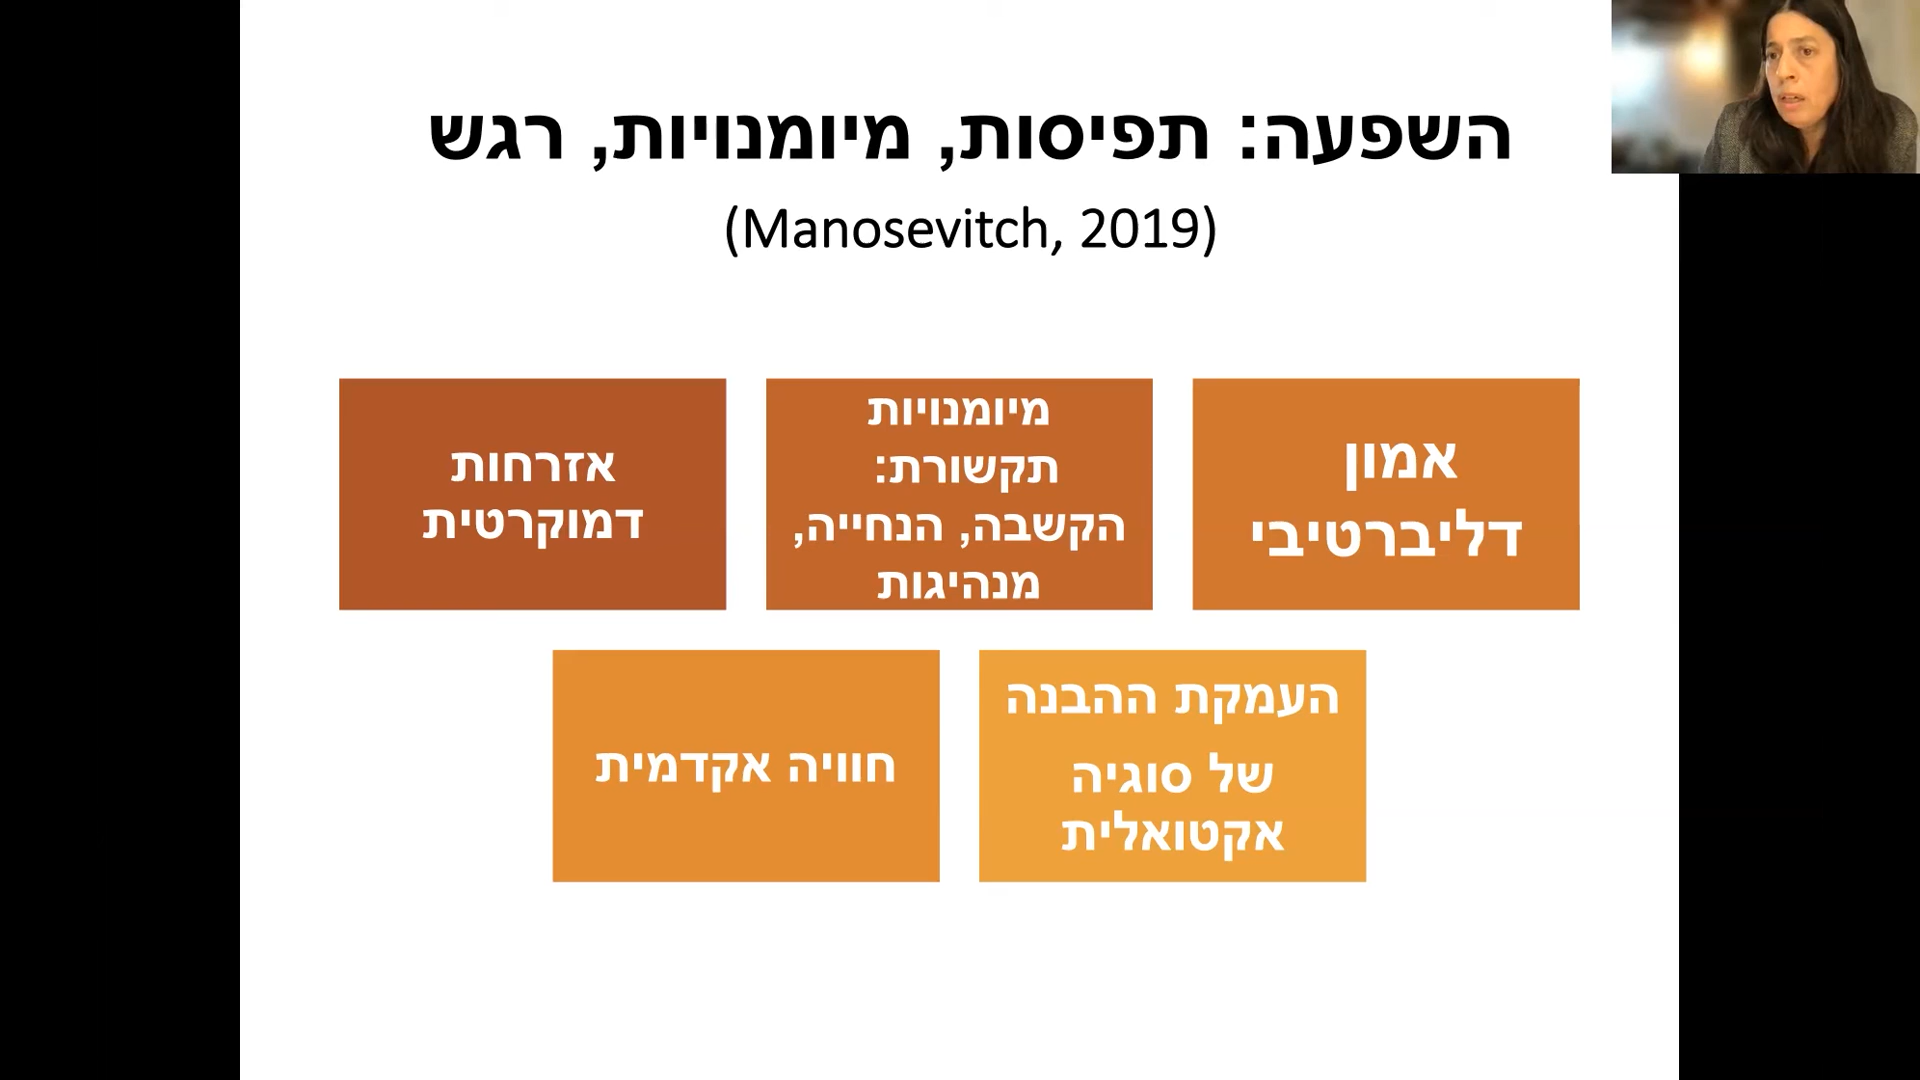 השפעה: תפיסות, מיומנויות, רגש
(Manosevitch, 2019)
אמון
דליברטיבי
מיומנויות
תקשורת:
הקשבה, הנחייה,
מנהיגות
אזרחות
דמוקרטית
העמקת ההבנה
של סוגיה
אקטואלית
חוויה אקדמית